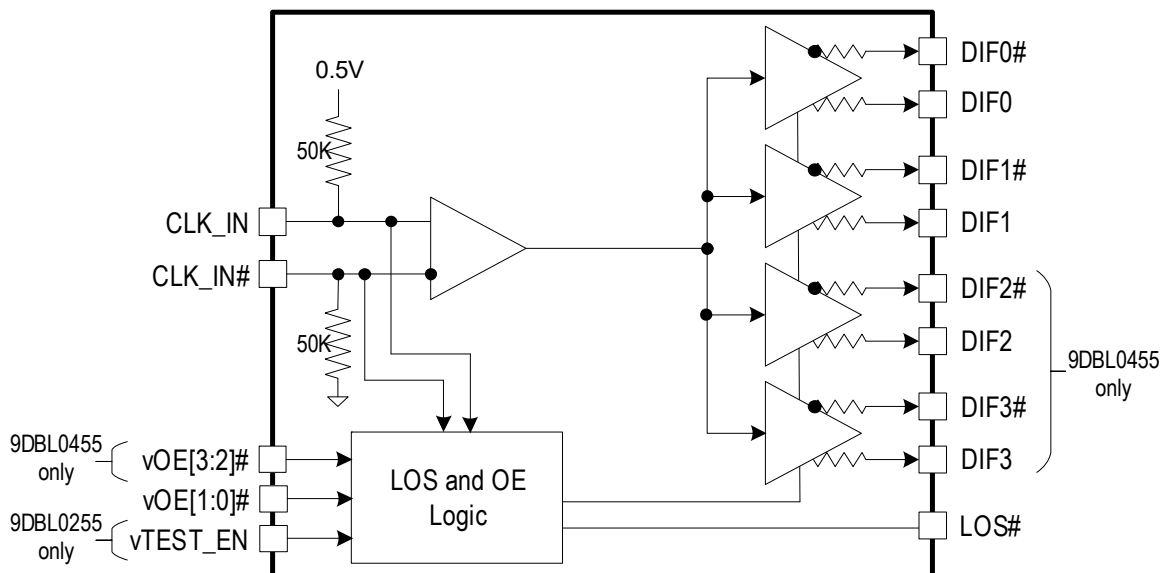 0.5V
50K
CLK_IN
CLK_IN#
50K
9DBL0455
only
vOE[3:2]#
vOE[1:0]#
9DBL0255
only
vTEST_EN
LOS and OE
Logic
DIF0#
DIF0
DIF1#
DIF1
DIF2#
DIF2
DIF3#
DIF3
9DBL0455
only
LOS#